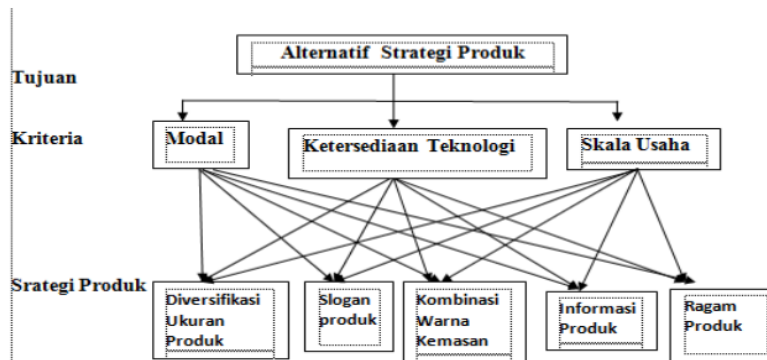 Alternatif Strategi Produk
Tujuan
Kriteria
Modal
Ketersediaan Teknologi
Skala Usaha
Srategi Produk
Diversifikasi
Ukuran
Produk
Slogan
produk
Kombinasi
Warna
Kemasan
Informasi
Produk
Ragam
Produk